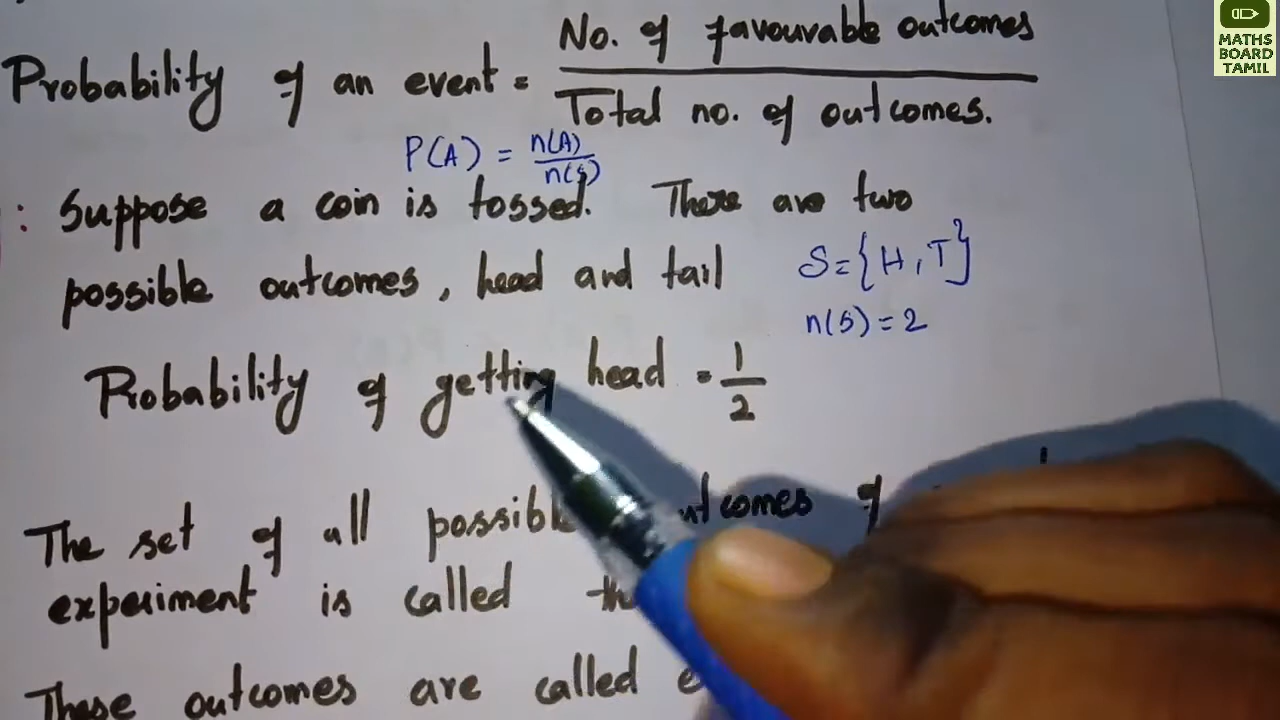 MATHS
BOARD
TAMIL
No. of favourable outcomes
Probability of an event =
Total no. of outcomes.
P(A) = n(A)
n(S)
: Suppose a coin is tossed. There are two
possible outcomes, head and tail
S = {H, T}
n(S) = 2
Probability of getting head = 1/2
The set of all possible outcomes of
experiment is called
These outcomes are called